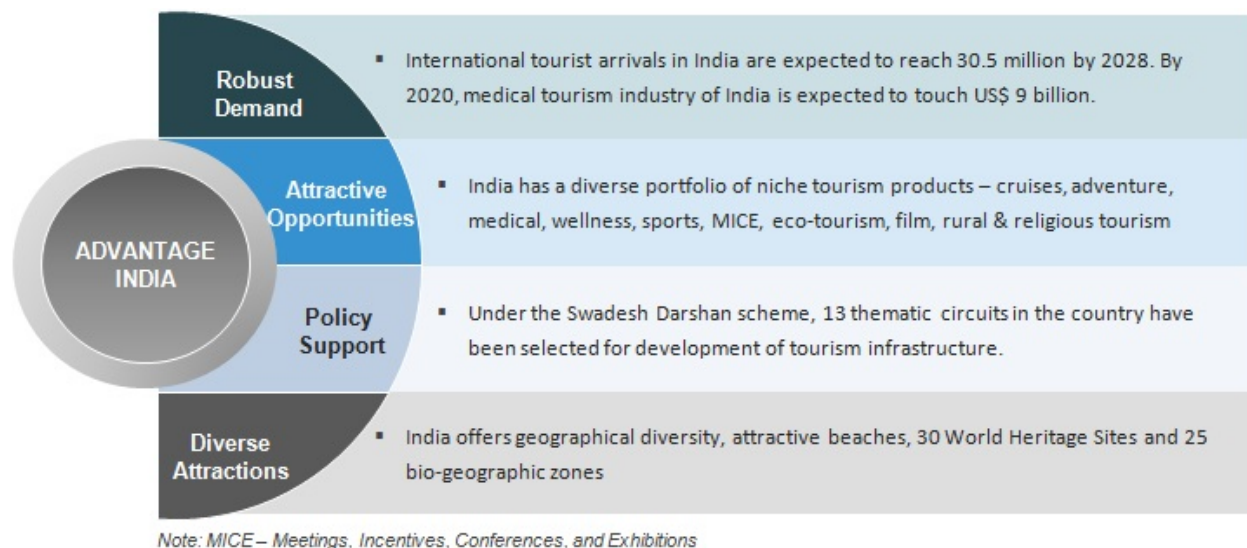 ADVANTAGE
INDIA
Robust
Demand
▪ International tourist arrivals in India are expected to reach 30.5 million by 2028. By
2020, medical tourism industry of India is expected to touch US$ 9 billion.
Attractive
Opportunities
▪ India has a diverse portfolio of niche tourism products – cruises, adventure,
medical, wellness, sports, MICE, eco-tourism, film, rural & religious tourism
Policy
Support
▪ Under the Swadesh Darshan scheme, 13 thematic circuits in the country have
been selected for development of tourism infrastructure.
Diverse
Attractions
▪ India offers geographical diversity, attractive beaches, 30 World Heritage Sites and 25
bio-geographic zones
Note: MICE – Meetings, Incentives, Conferences, and Exhibitions